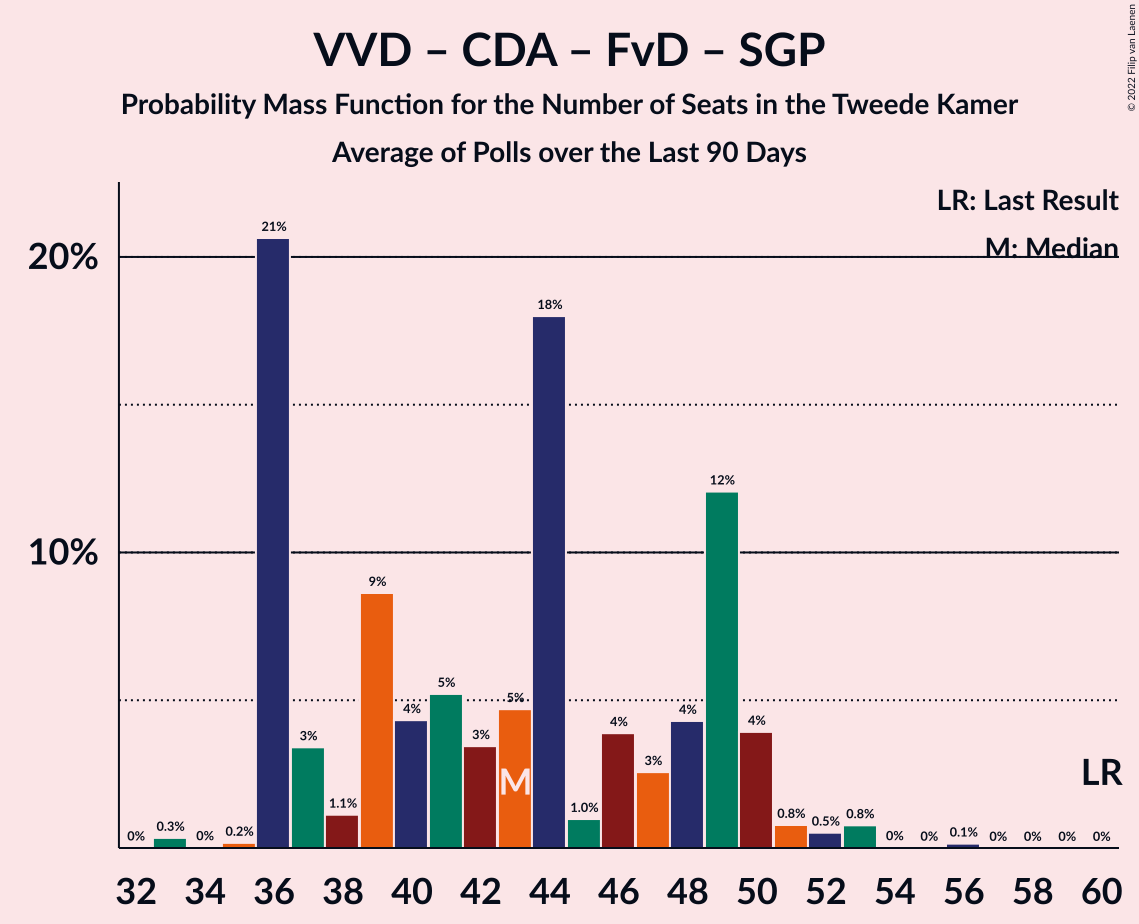 VVD – CDA – FvD – SGP
Probability Mass Function for the Number of Seats in the Tweede Kamer
Average of Polls over the Last 90 Days
© 2022 Filip van Laenen
LR: Last Result
M: Median
20%
10%
0% 0.3% 0% 0.2% 21% 3% 1.1% 9% 4% 5% 3% 5% 18% 1.0% 4% 3% 4% 12% 4% 0.8% 0.5% 0.8% 0% 0% 0.1% 0% 0% 0% 0%
M
LR
32 34 36 38 40 42 44 46 48 50 52 54 56 58 60